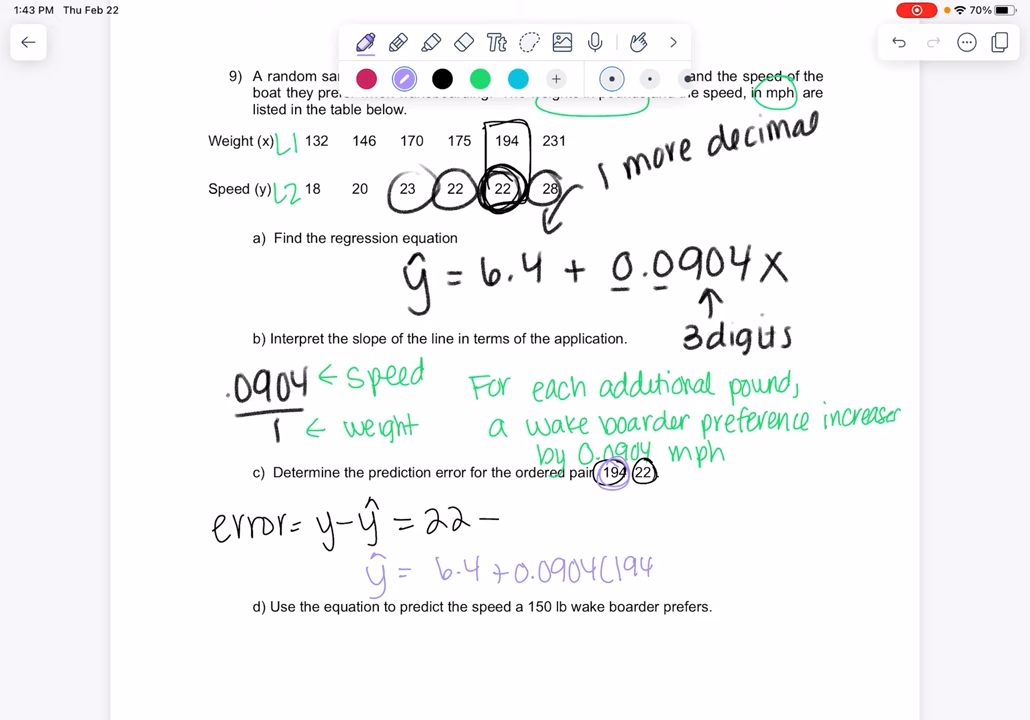 1:43 PM Thu Feb 22
70%
Tt
9) A random sa and the speed of the
boat they pre the speed, in mph, are
listed in the table below.
1 more decimal
Weight (x) L1 132 146 170 175 194 231
Speed (y) L2 18 20 23 22 22 28
a) Find the regression equation
ŷ = 6.4 + 0.0904x
3 digits
b) Interpret the slope of the line in terms of the application.
.0904 ← speed
1 ← weight
For each additional pound,
a wake boarder preference increases
by 0.0904 mph
c) Determine the prediction error for the ordered pair (194, 22).
error = y - ŷ = 22 -
ŷ = 6.4 + 0.0904(194
d) Use the equation to predict the speed a 150 lb wake boarder prefers.